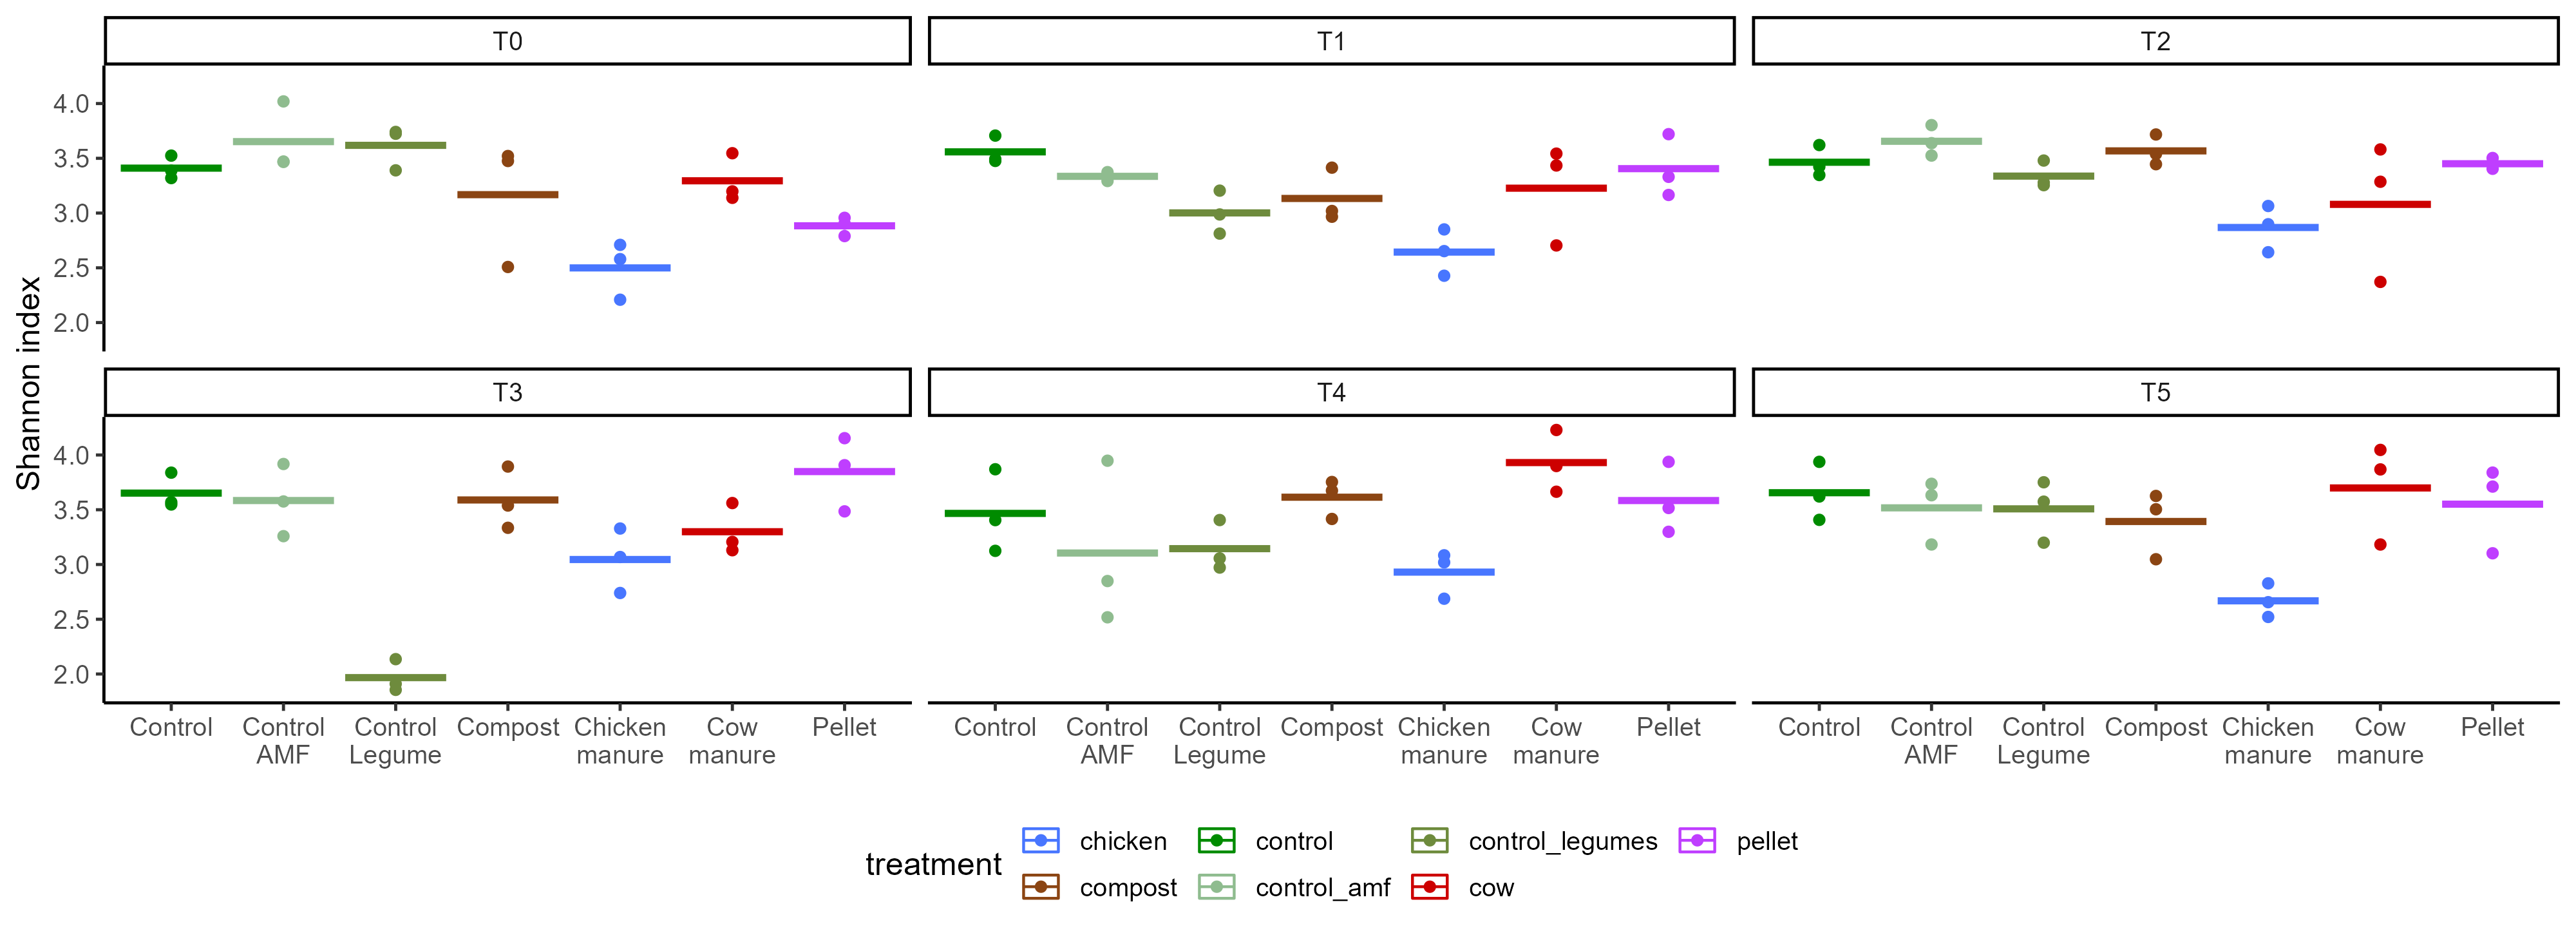 T0
T1
T2
4.0
3.5
3.0
2.5
2.0
Shannon index
T3
T4
T5
4.0
3.5
3.0
2.5
2.0
Control
Control
AMF
Control
Legume
Compost
Chicken
manure
Cow
manure
Pellet
Control
Control
AMF
Control
Legume
Compost
Chicken
manure
Cow
manure
Pellet
Control
Control
AMF
Control
Legume
Compost
Chicken
manure
Cow
manure
Pellet
treatment
chicken
control
control_legumes
pellet
compost
control_amf
cow